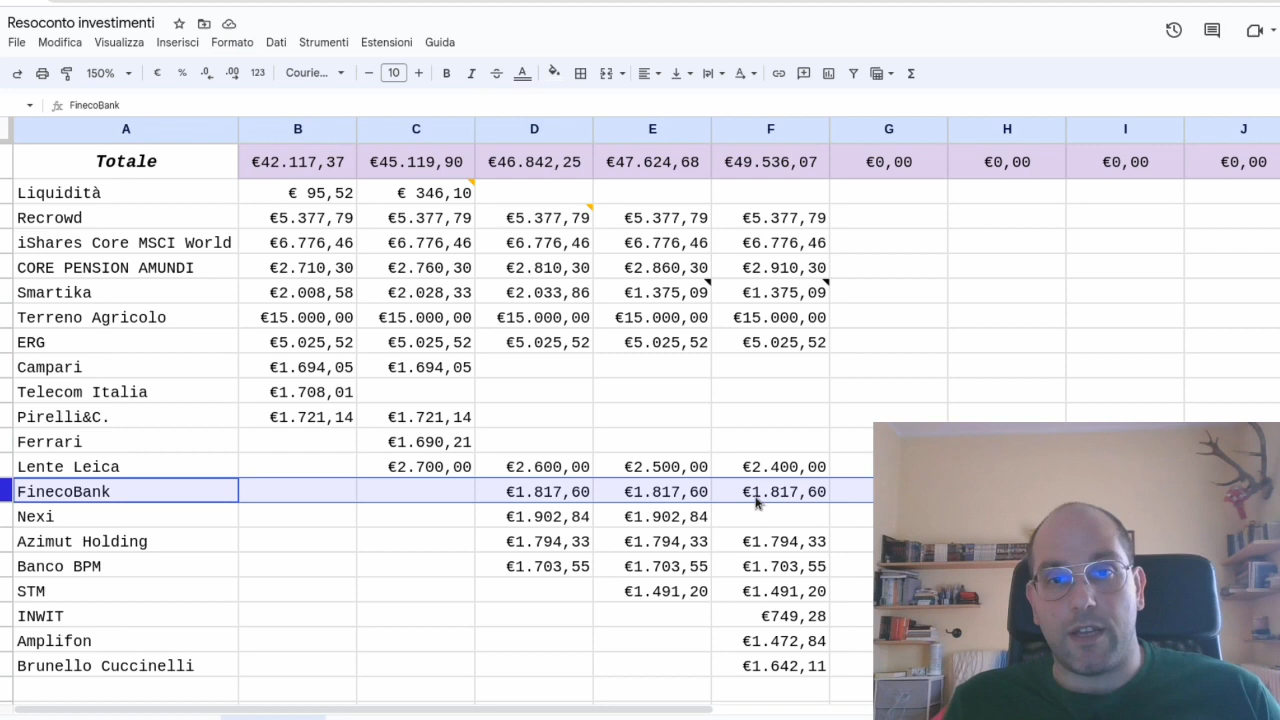 Resoconto investimenti
File Modifica Visualizza Inserisci Formato Dati Strumenti Estensioni Guida
150% € % .0 .00 123 Courie... 10 B I A Σ
fx FinecoBank
A B C D E F G H I J
Totale €42.117,37 €45.119,90 €46.842,25 €47.624,68 €49.536,07 €0,00 €0,00 €0,00 €0,00
Liquidità € 95,52 € 346,10
Recrowd €5.377,79 €5.377,79 €5.377,79 €5.377,79 €5.377,79
iShares Core MSCI World €6.776,46 €6.776,46 €6.776,46 €6.776,46 €6.776,46
CORE PENSION AMUNDI €2.710,30 €2.760,30 €2.810,30 €2.860,30 €2.910,30
Smartika €2.008,58 €2.028,33 €2.033,86 €1.375,09 €1.375,09
Terreno Agricolo €15.000,00 €15.000,00 €15.000,00 €15.000,00 €15.000,00
ERG €5.025,52 €5.025,52 €5.025,52 €5.025,52 €5.025,52
Campari €1.694,05 €1.694,05
Telecom Italia €1.708,01
Pirelli&C. €1.721,14 €1.721,14
Ferrari €1.690,21
Lente Leica €2.700,00 €2.600,00 €2.500,00 €2.400,00
FinecoBank €1.817,60 €1.817,60 €1.817,60
Nexi €1.902,84 €1.902,84
Azimut Holding €1.794,33 €1.794,33 €1.794,33
Banco BPM €1.703,55 €1.703,55 €1.703,55
STM €1.491,20 €1.491,20
INWIT €749,28
Amplifon €1.472,84
Brunello Cuccinelli €1.642,11